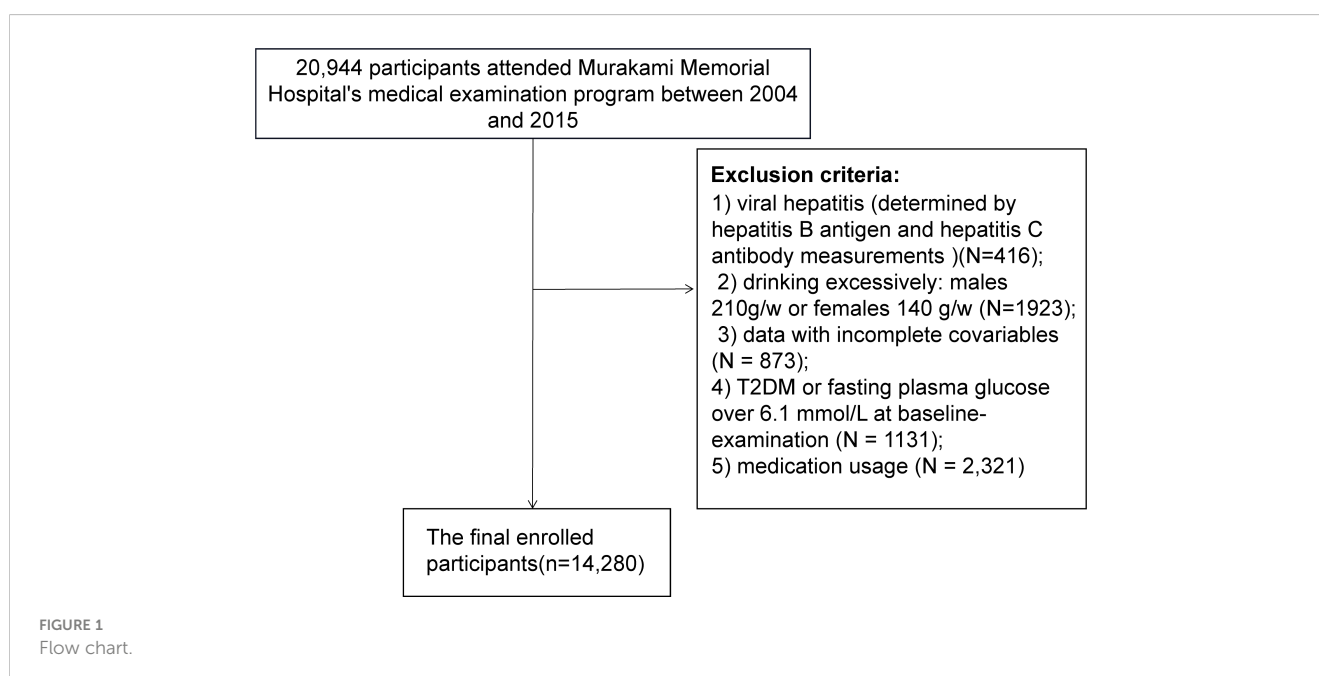 20,944 participants attended Murakami Memorial
Hospital's medical examination program between 2004
and 2015
Exclusion criteria:
1) viral hepatitis (determined by
hepatitis B antigen and hepatitis C
antibody measurements )(N=416);
2) drinking excessively: males
210g/w or females 140 g/w (N=1923);
3) data with incomplete covariables
(N = 873);
4) T2DM or fasting plasma glucose
over 6.1 mmol/L at baseline-
examination (N = 1131);
5) medication usage (N = 2,321)
The final enrolled
participants(n=14,280)
FIGURE 1
Flow chart.